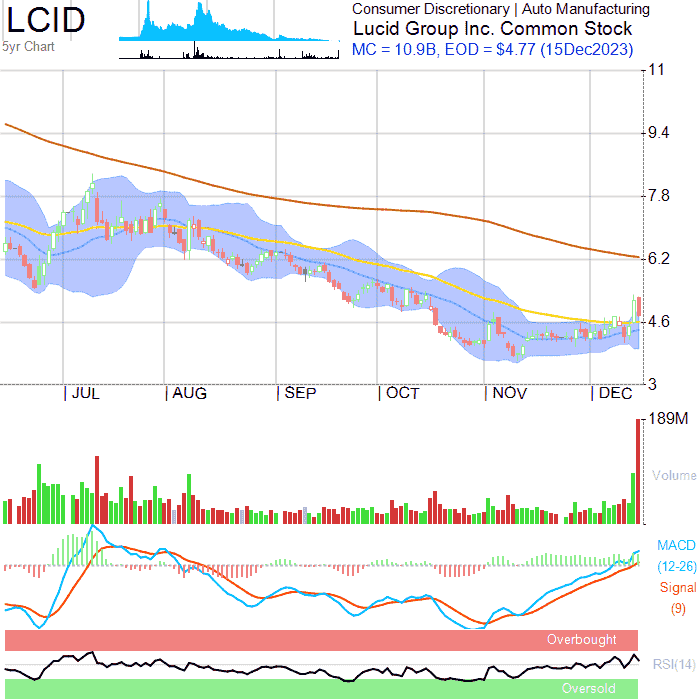 LCID
5yr Chart
Consumer Discretionary | Auto Manufacturing
Lucid Group Inc. Common Stock
MC = 10.9B, EOD = $4.77 (15Dec2023)
11
9.4
7.8
6.2
4.6
3
| JUL | AUG | SEP | OCT | NOV | DEC
189M
Volume
MACD
(12-26)
Signal
(9)
Overbought
RSI(14)
Oversold